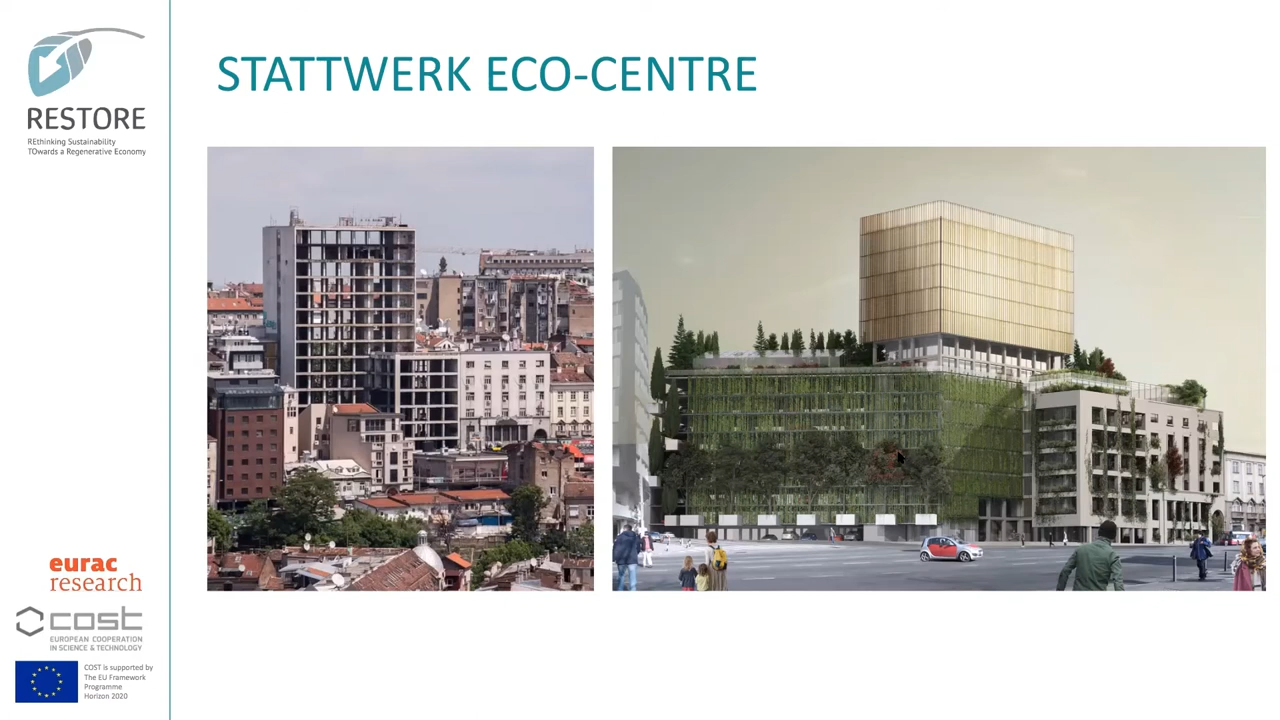 RESTORE
REthinking Sustainability
TOwards a Regenerative Economy
STATTWERK ECO-CENTRE
eurac
research
cost
EUROPEAN COOPERATION
IN SCIENCE & TECHNOLOGY
COST is supported by
The EU Framework
Programme
Horizon 2020